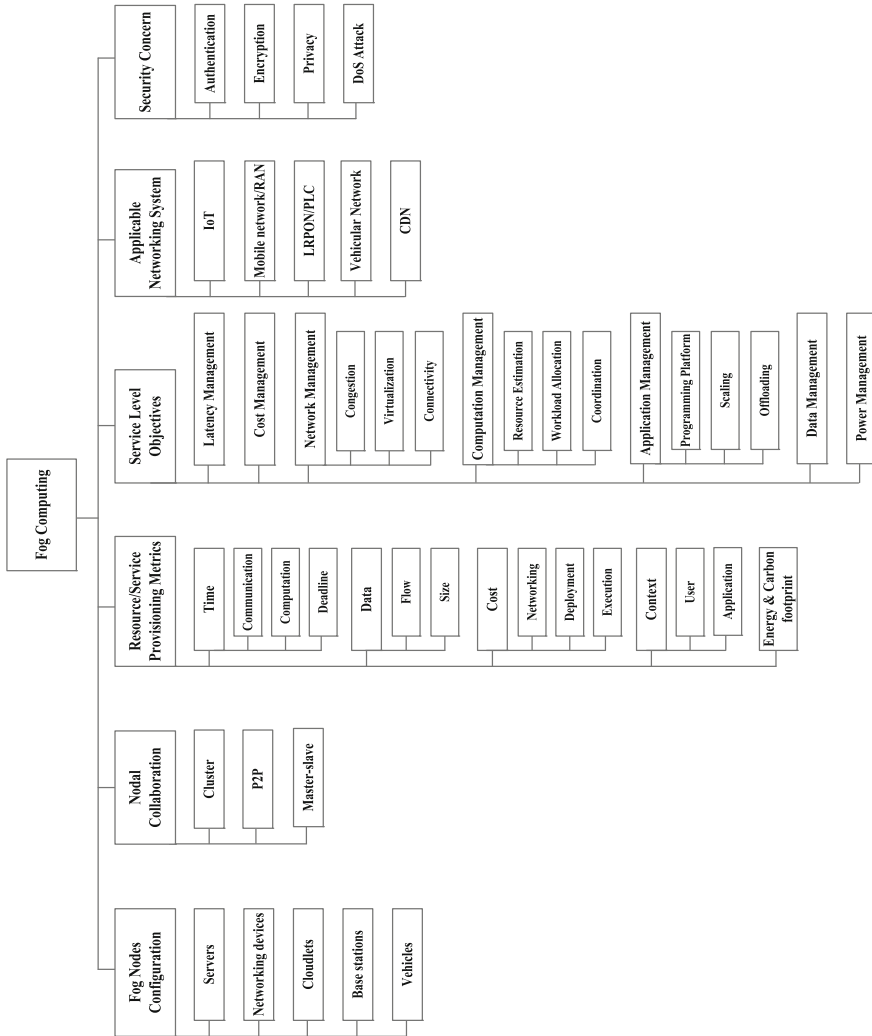 Fog Computing
Fog Nodes
Configuration
Servers
Networking devices
Cloudlets
Base stations
Vehicles
Nodal
Collaboration
Cluster
P2P
Master-slave
Resource/Service
Provisioning Metrics
Time
Communication
Computation
Deadline
Data
Flow
Size
Cost
Networking
Deployment
Execution
Context
User
Application
Energy & Carbon
footprint
Service Level
Objectives
Latency Management
Cost Management
Network Management
Congestion
Virtualization
Connectivity
Computation Management
Resource Estimation
Workload Allocation
Coordination
Application Management
Programming Platform
Scaling
Offloading
Data Management
Power Management
Applicable
Networking System
IoT
Mobile network/RAN
LRPON/PLC
Vehicular Network
CDN
Security Concern
Authentication
Encryption
Privacy
DoS Attack